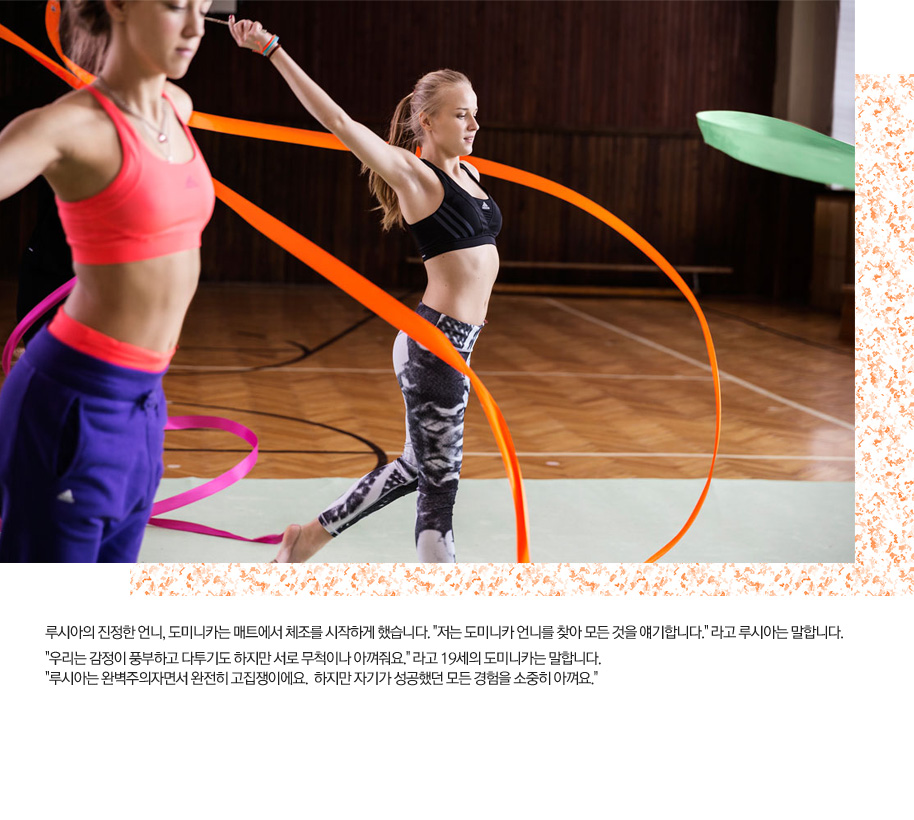 루시아의 진정한 언니, 도미니카는 매트에서 체조를 시작하게 했습니다. "저는 도미니카 언니를 찾아 모든 것을 얘기합니다." 라고 루시아는 말합니다.
"우리는 감정이 풍부하고 다투기도 하지만 서로 무척이나 아껴줘요." 라고 19세의 도미니카는 말합니다.
"루시아는 완벽주의자면서 완전히 고집쟁이에요. 하지만 자기가 성공했던 모든 경험을 소중히 아껴요."